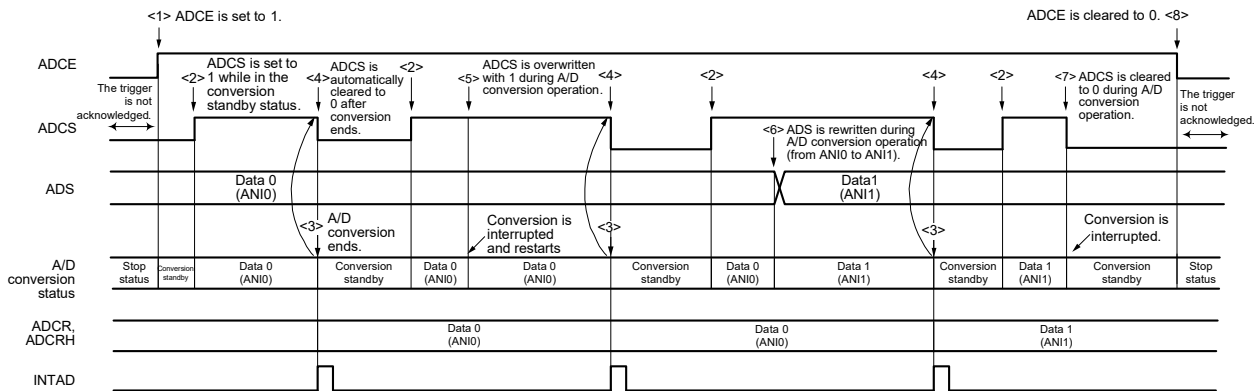 <1> ADCE is set to 1.
ADCE is cleared to 0. <8>
ADCE
The trigger
is not
acknowledged.
<2>
ADCS is set to
1 while in the
conversion
standby status.
<4>
ADCS is
automatically
cleared to
0 after
conversion
ends.
<2>
ADCS is overwritten
<5> with 1 during A/D
conversion operation.
<4>
<2>
<4>
<2>
<7> ADCS is cleared
to 0 during A/D
conversion
operation.
The trigger
is not
acknowledged.
ADCS
<6> ADS is rewritten during
A/D conversion operation
(from ANI0 to ANI1).
ADS
Data 0
(ANI0)
Data1
(ANI1)
<3>
A/D
conversion
ends.
Conversion is
interrupted
and restarts
<3>
<3>
Conversion is
interrupted.
A/D
conversion
status
Stop
status
Conversion
standby
Data 0
(ANI0)
Conversion
standby
Data 0
(ANI0)
Data 0
(ANI0)
Conversion
standby
Data 0
(ANI0)
Data 1
(ANI1)
Conversion
standby
Data 1
(ANI1)
Conversion
standby
Stop
status
ADCR,
ADCRH
Data 0
(ANI0)
Data 0
(ANI0)
Data 1
(ANI1)
INTAD